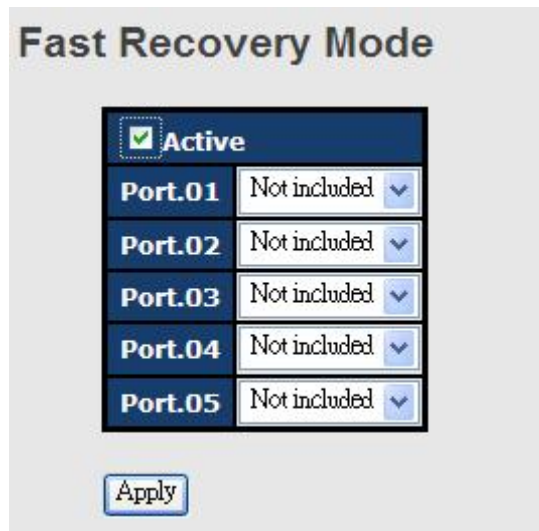 Fast Recovery Mode
Active
Port.01 Not included
Port.02 Not included
Port.03 Not included
Port.04 Not included
Port.05 Not included
Apply